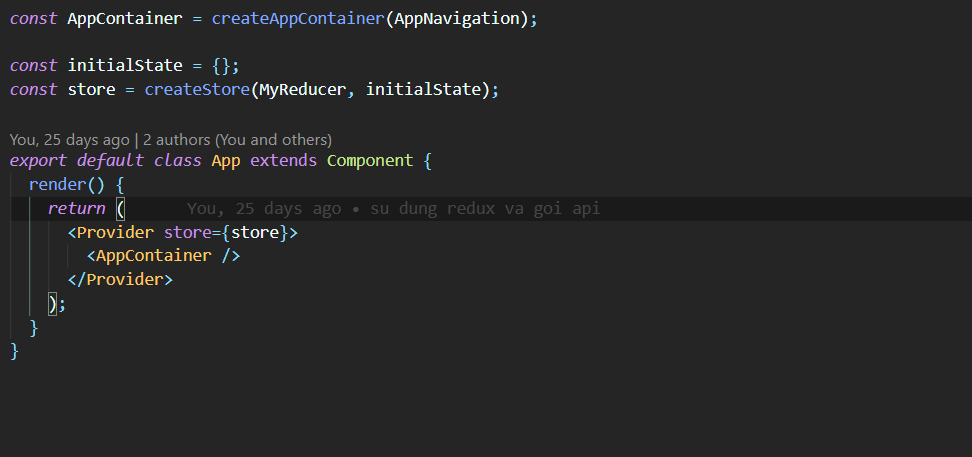 const AppContainer = createAppContainer(AppNavigation);
const initialState = {};
const store = createStore(MyReducer, initialState);
You, 25 days ago | 2 authors (You and others)
export default class App extends Component {
render() {
return ( You, 25 days ago • su dung redux va goi api
<Provider store={store}>
<AppContainer />
</Provider>
);
}
}